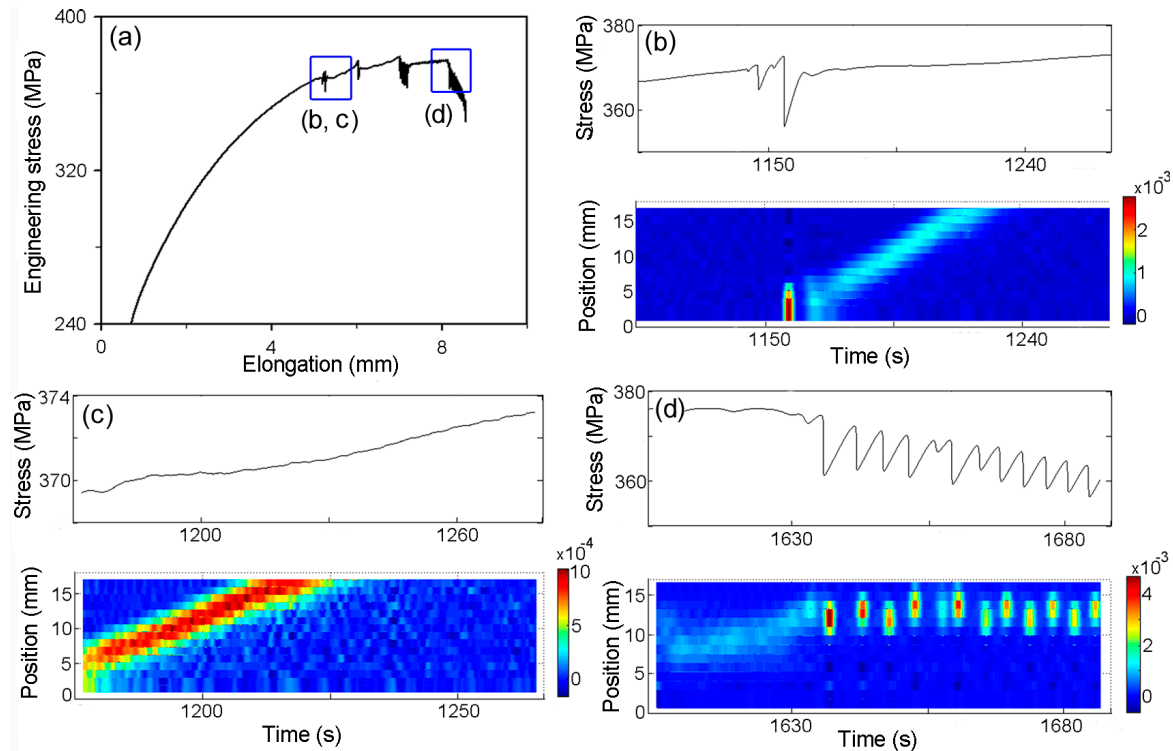 (a)
400
320
240
Engineering stress (MPa)
0
4
8
Elongation (mm)
(b, c)
(d)
(b)
380
360
Stress (MPa)
1150
1240
x10⁻³
15
10
5
0
Position (mm)
2
1
0
1150
1240
Time (s)
(c)
374
370
Stress (MPa)
1200
1260
x10⁻⁴
15
10
5
0
Position (mm)
10
5
0
1200
1250
Time (s)
(d)
380
360
Stress (MPa)
1630
1680
x10⁻³
15
10
5
0
Position (mm)
4
2
0
1630
1680
Time (s)